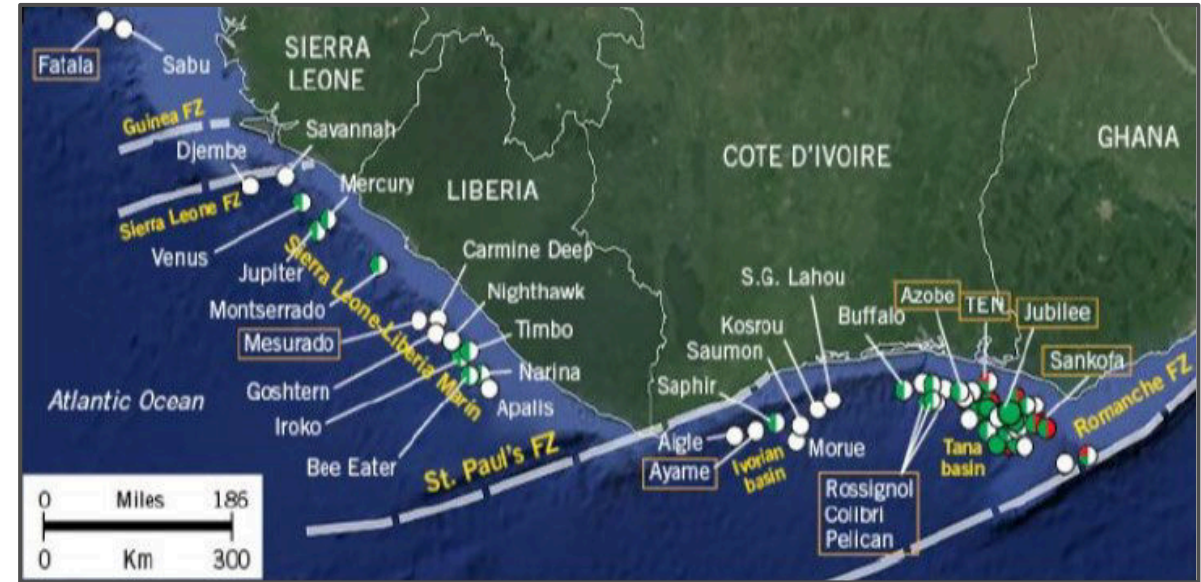 SIERRA
LEONE
Fatala
Sabu
Guinea FZ
Savannah
Djembe
GHANA
COTE D'IVOIRE
Mercury
LIBERIA
Sierra Leone FZ
Venus
Carmine Deep
Jupiter
Sierra Leone-Liberia Marin
S.G. Lahou
Nighthawk
Azobe
TEN
Jubilee
Montserrado
Buffalo
Kosrou
Timbo
Mesurado
Saumon
Sankofa
Narina
Goshtern
Saphir
Atlantic Ocean
Apalis
Romanche FZ
Iroko
Aigle
Morue
Bee Eater
St. Paul's FZ
Ayame
Ivorian
basin
Tana
basin
Rossignol
Colibri
Pelican
0 Miles 186
0 Km 300